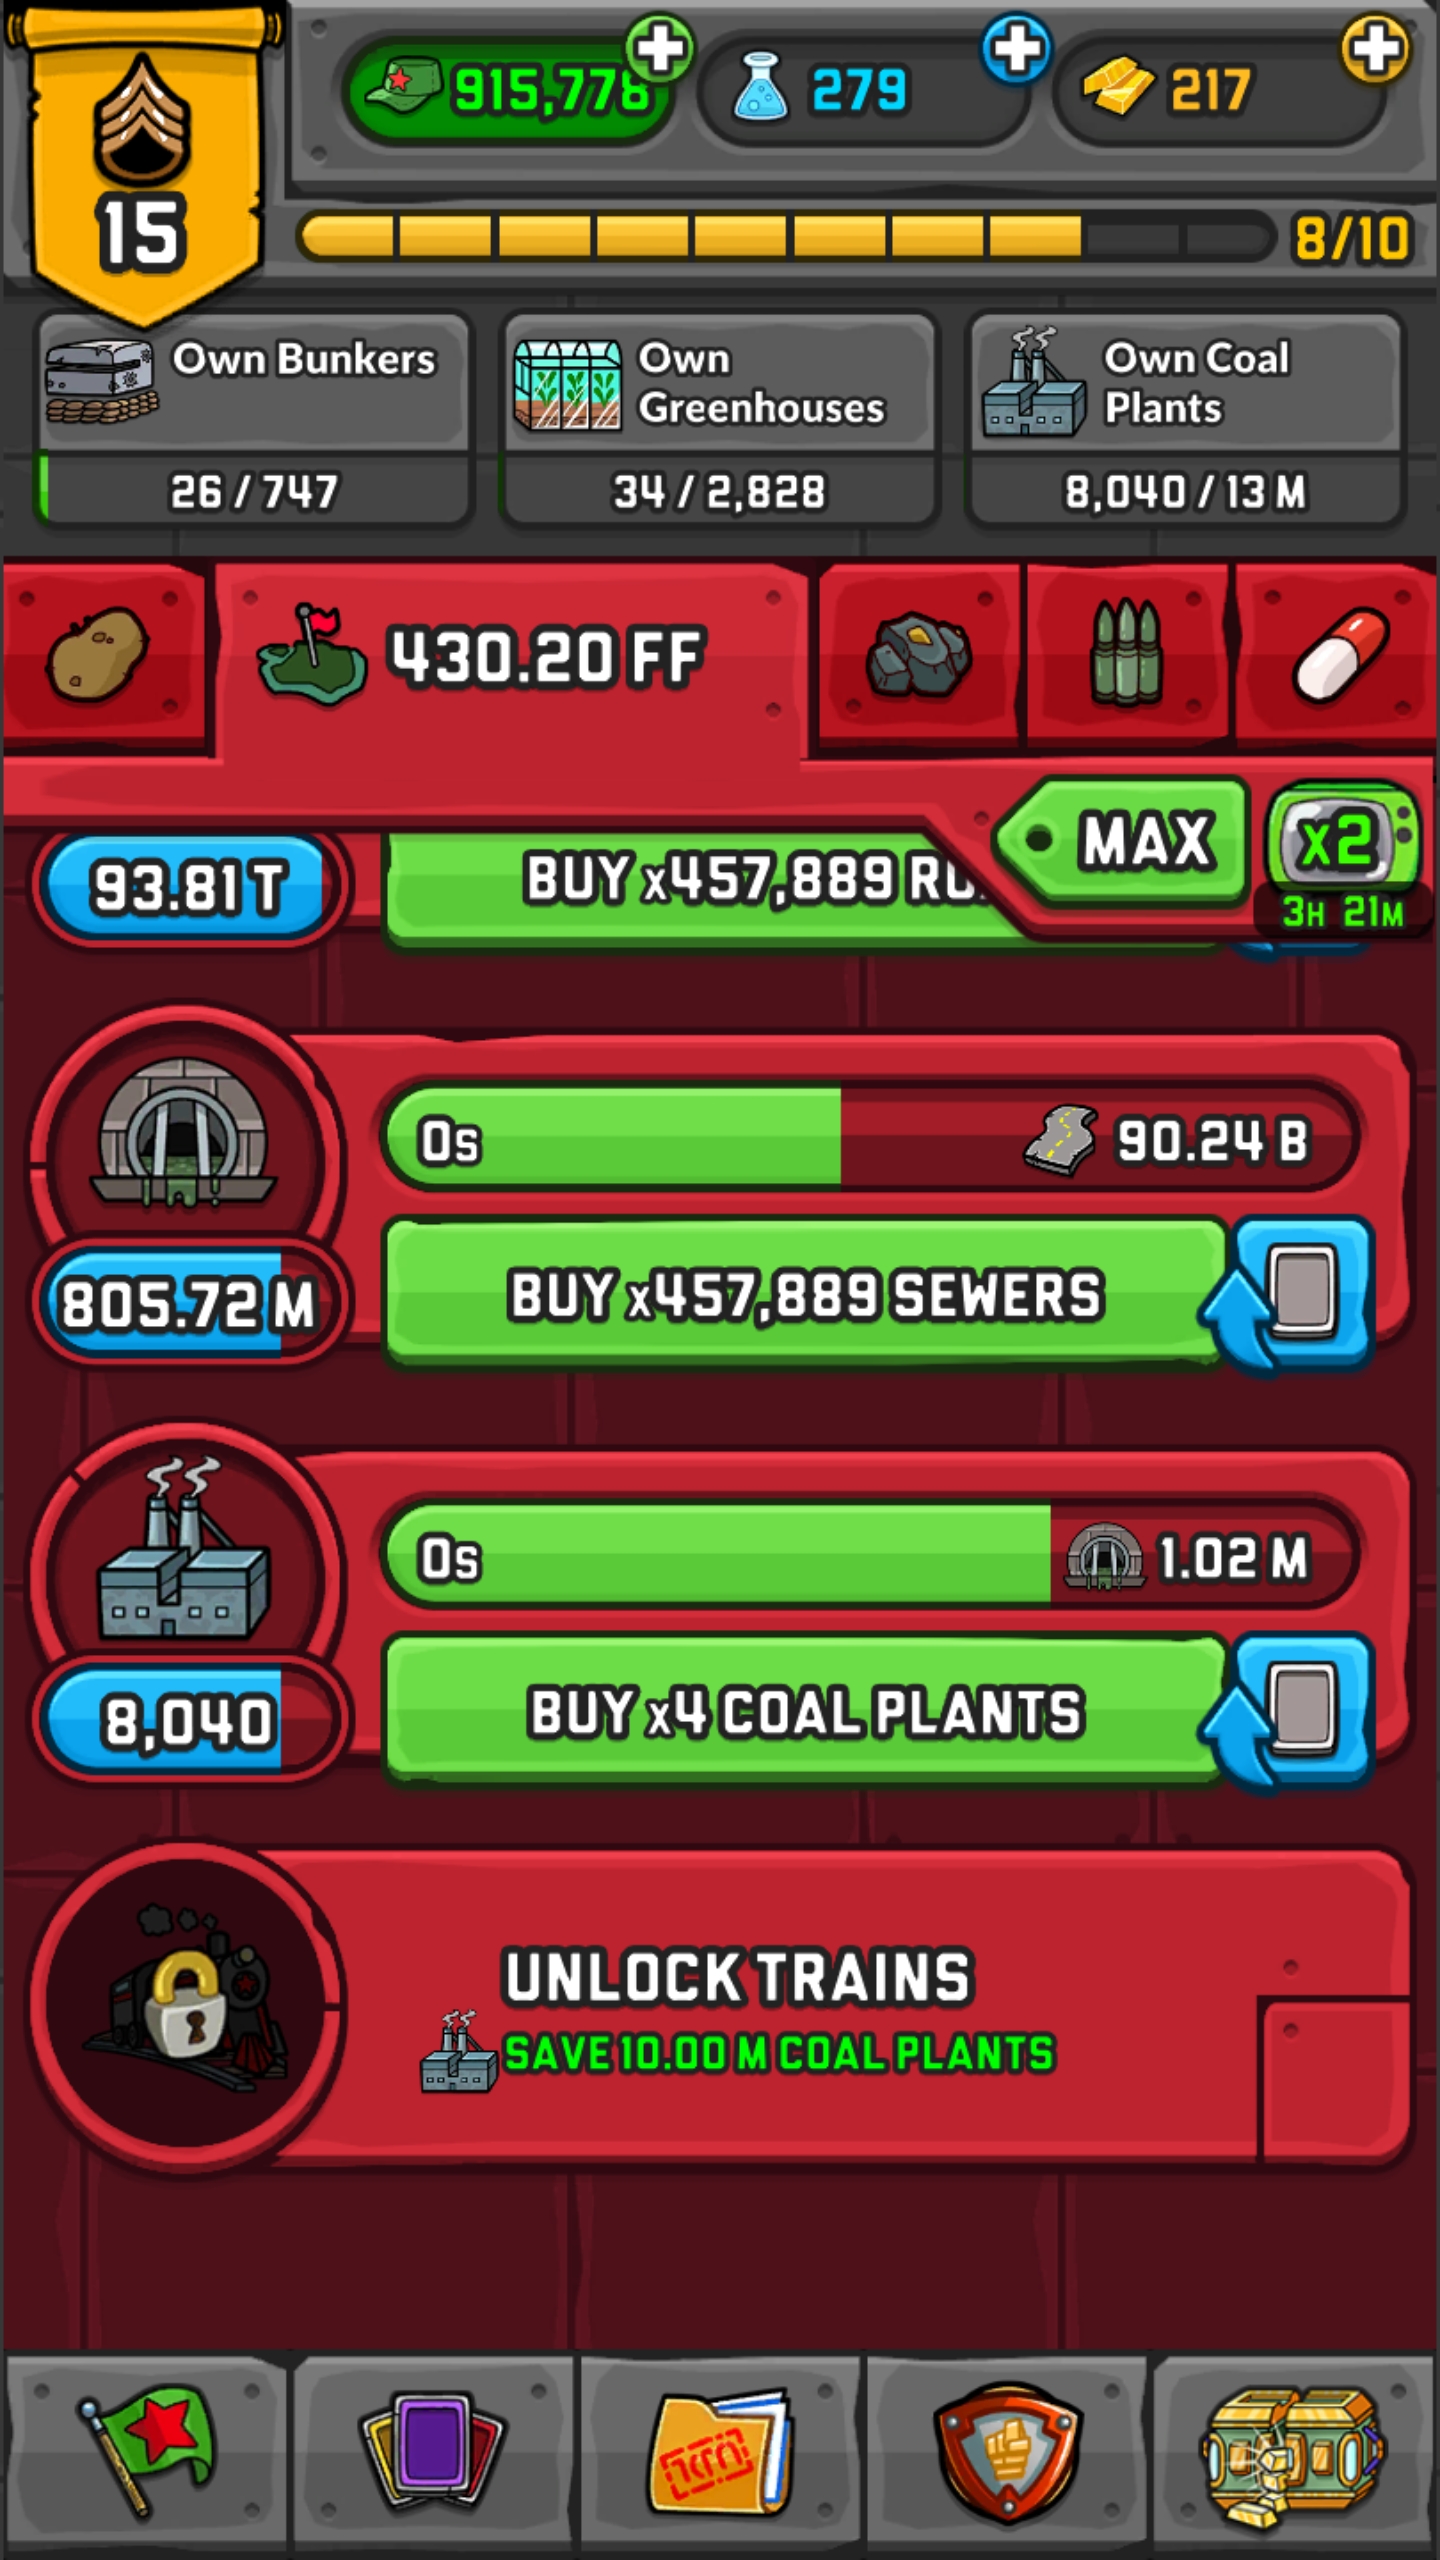 915,778
279
217
15
8/10
Own Bunkers
26 / 747
Own
Greenhouses
34 / 2,828
Own Coal
Plants
8,040 / 13 M
430.20 FF
MAX
x2
3H 21M
93.81 T
BUY x457,889
0s
90.24 B
805.72 M
BUY x457,889 SEWERS
0s
1.02 M
8,040
BUY x4 COAL PLANTS
UNLOCK TRAINS
SAVE 10.00 M COAL PLANTS